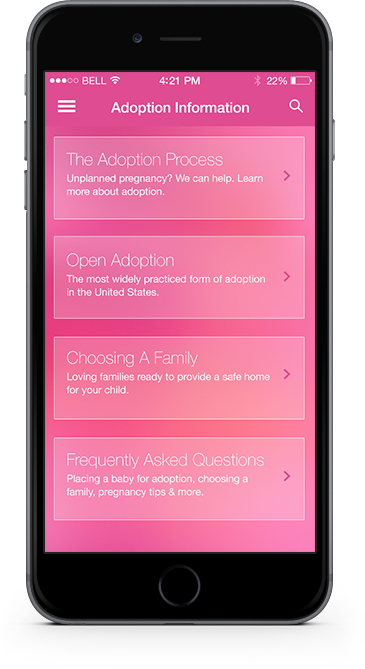 BELL 4:21 PM 22%
Adoption Information
The Adoption Process
Unplanned pregnancy? We can help. Learn
more about adoption.
Open Adoption
The most widely practiced form of adoption
in the United States.
Choosing A Family
Loving families ready to provide a safe home
for your child.
Frequently Asked Questions
Placing a baby for adoption, choosing a
family, pregnancy tips & more.